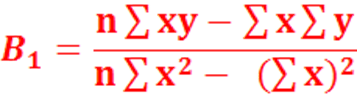 B₁ = (n ∑ xy − ∑ x ∑ y) / (n ∑ x² − (∑ x)²)